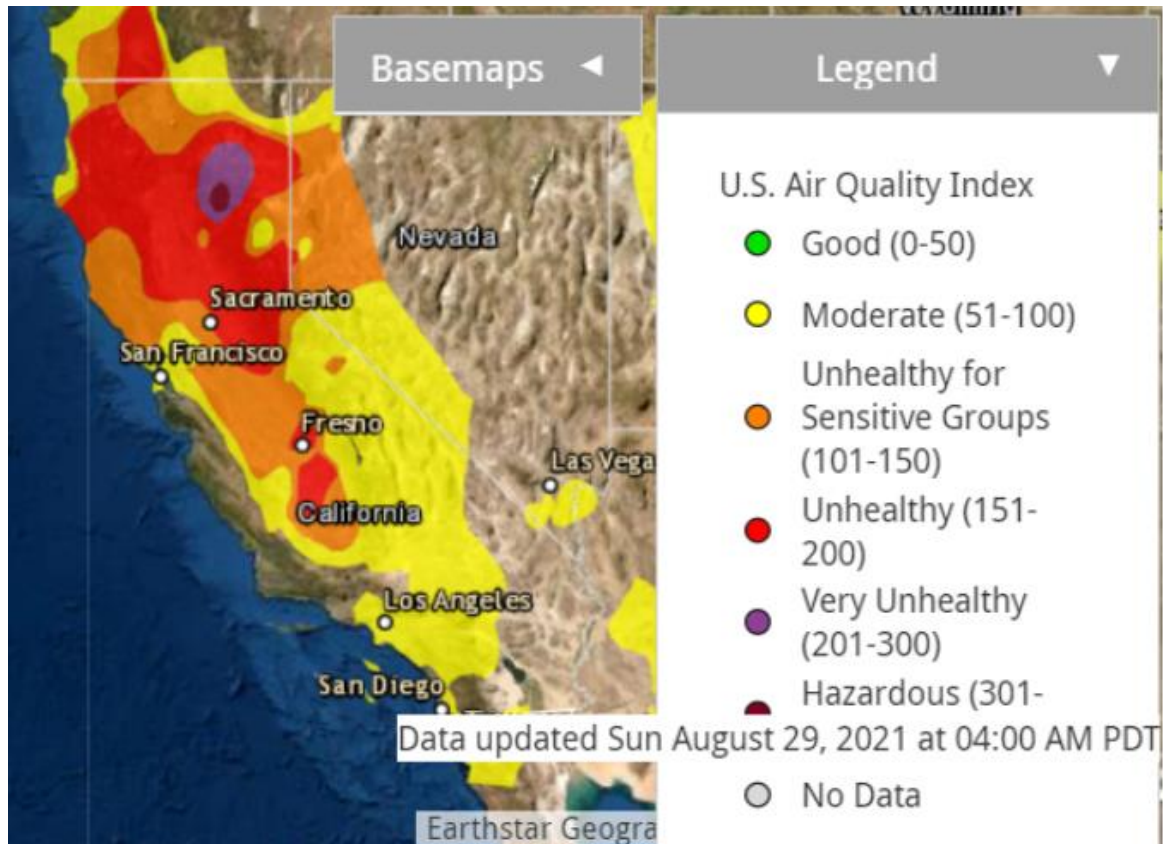 Basemaps
Legend
U.S. Air Quality Index
Good (0-50)
Moderate (51-100)
Unhealthy for
Sensitive Groups
(101-150)
Unhealthy (151-
200)
Very Unhealthy
(201-300)
Hazardous (301-
Data updated Sun August 29, 2021 at 04:00 AM PDT
No Data
Nevada
Sacramento
San Francisco
Fresno
Las Vega
California
Los Angeles
San Diego
Earthstar Geogra